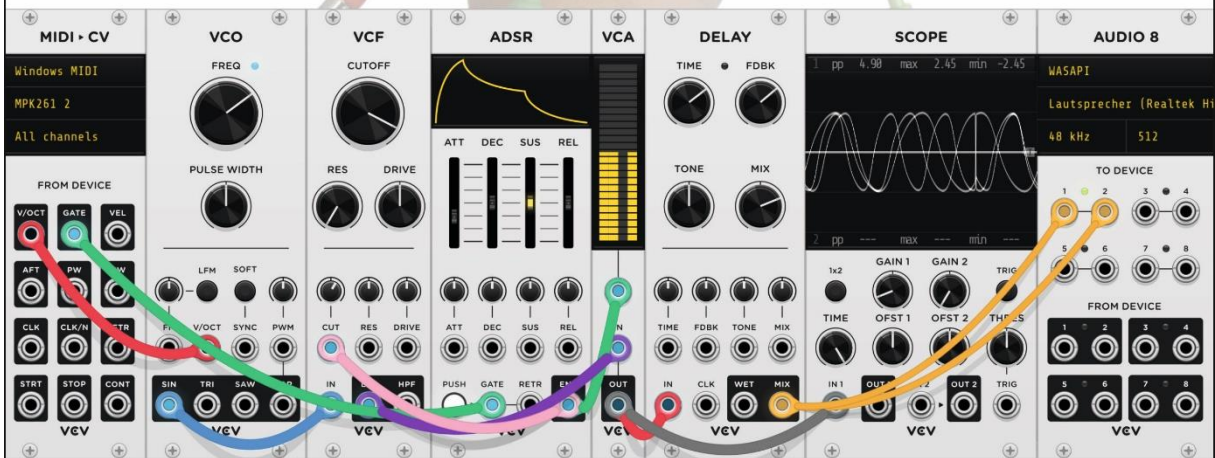 MIDI ▸ CV
Windows MIDI
MPK261 2
All channels
FROM DEVICE
V/OCT GATE VEL
AFT PW
CLK CLK/N
STRT STOP CONT
VCO
FREQ
PULSE WIDTH
LFM SOFT
V/OCT SYNC PWM
SIN TRI SAW
VCV
VCF
CUTOFF
RES DRIVE
CUT RES DRIVE
IN HPF
VCV
ADSR
ATT DEC SUS REL
ATT DEC SUS REL
PUSH GATE RETR
VCV
VCA
IN
OUT
VCV
DELAY
TIME FDBK
TONE MIX
TIME FDBK TONE MIX
IN CLK WET MIX
VCV
SCOPE
1 pp 4.90 max 2.45 min -2.45
2 pp --- max --- min ---
1x2 GAIN 1 GAIN 2 TRIG
TIME OFST 1 OFST 2 THRES
IN 1 OUT 2 TRIG
VCV
AUDIO 8
WASAPI
Lautsprecher (Realtek Hi
48 kHz 512
TO DEVICE
1 2 3 4
5 6 7 8
FROM DEVICE
1 2 3 4
5 6 7 8
VCV